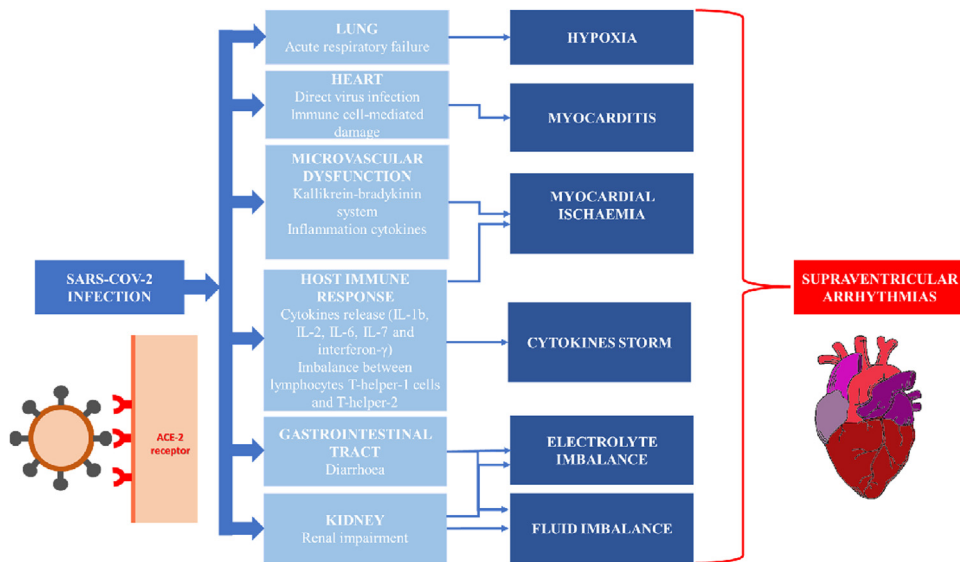 LUNG
Acute respiratory failure
HYPOXIA
HEART
Direct virus infection
Immune cell-mediated
damage
MYOCARDITIS
MICROVASCULAR
DYSFUNCTION
Kallikrein-bradykinin
system
Inflammation cytokines
MYOCARDIAL
ISCHAEMIA
SARS-COV-2
INFECTION
HOST IMMUNE
RESPONSE
Cytokines release (IL-1b,
IL-2, IL-6, IL-7 and
interferon-γ)
Imbalance between
lymphocytes T-helper-1 cells
and T-helper-2
CYTOKINES STORM
SUPRAVENTRICULAR
ARRHYTHMIAS
ACE-2
receptor
GASTROINTESTINAL
TRACT
Diarrhoea
ELECTROLYTE
IMBALANCE
KIDNEY
Renal impairment
FLUID IMBALANCE